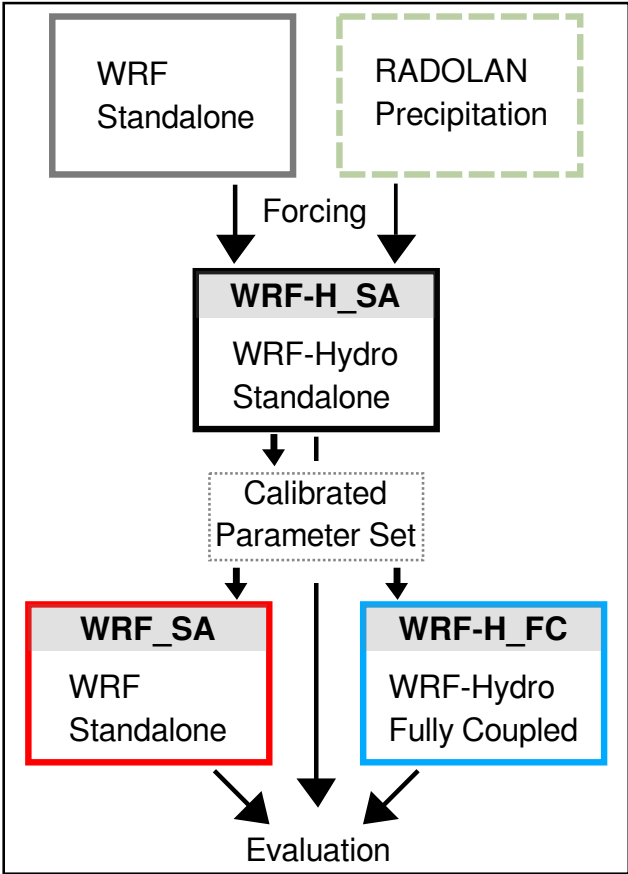 WRF
Standalone
RADOLAN
Precipitation
Forcing
WRF-H_SA
WRF-Hydro
Standalone
Calibrated
Parameter Set
WRF_SA
WRF
Standalone
WRF-H_FC
WRF-Hydro
Fully Coupled
Evaluation